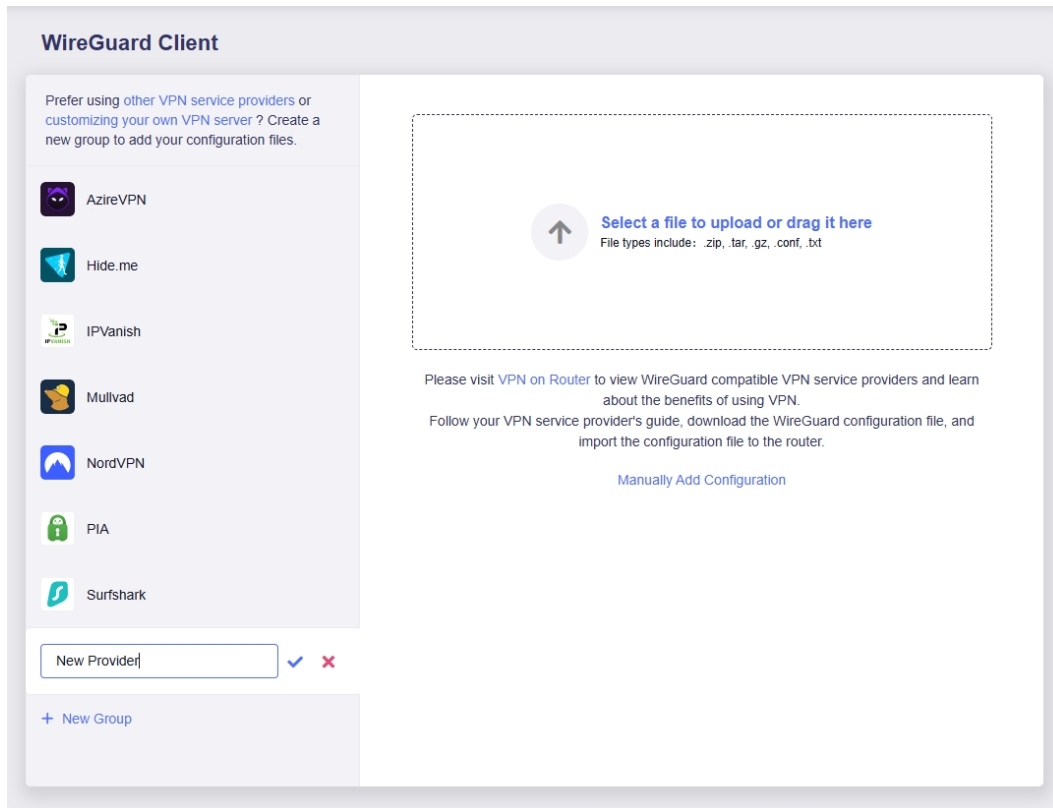 WireGuard Client
Prefer using other VPN service providers or
customizing your own VPN server ? Create a
new group to add your configuration files.
AzireVPN
Hide.me
IPVanish
IPVANISH
Mullvad
NordVPN
PIA
Surfshark
New Provider
+ New Group
Select a file to upload or drag it here
File types include: .zip, .tar, .gz, .conf, .txt
Please visit VPN on Router to view WireGuard compatible VPN service providers and learn
about the benefits of using VPN.
Follow your VPN service provider's guide, download the WireGuard configuration file, and
import the configuration file to the router.
Manually Add Configuration